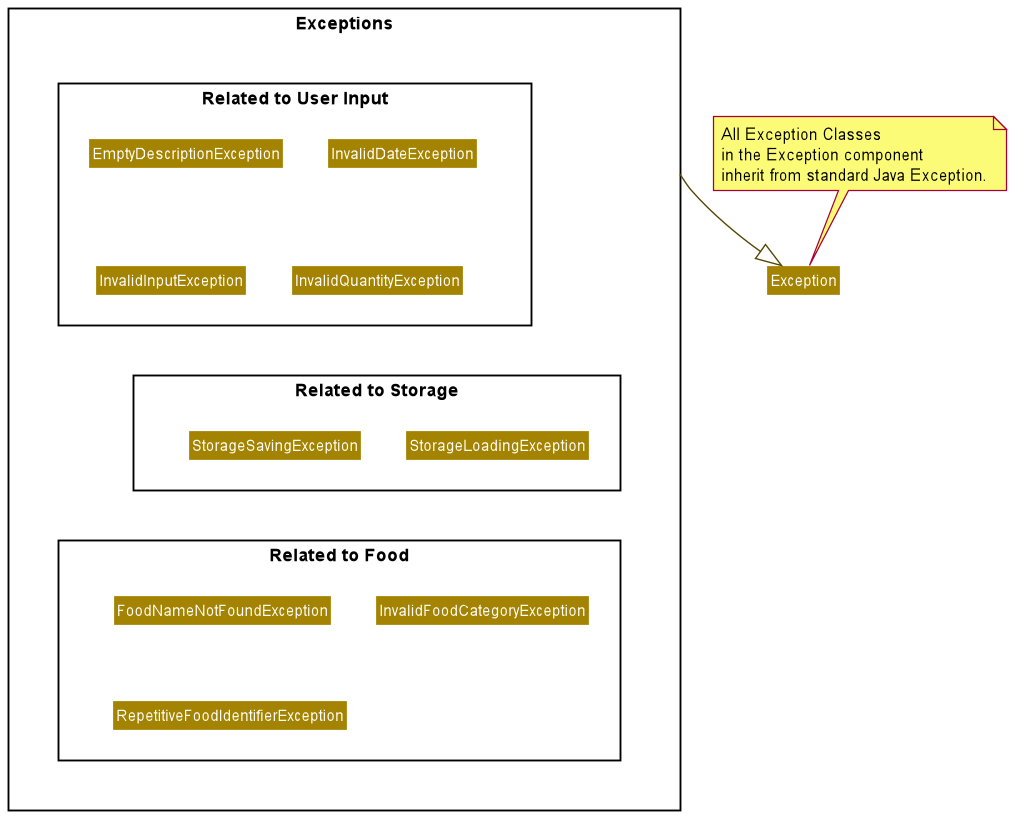 Exceptions
Related to User Input
EmptyDescriptionException
InvalidDateException
InvalidInputException
InvalidQuantityException
Related to Storage
StorageSavingException
StorageLoadingException
Related to Food
FoodNameNotFoundException
InvalidFoodCategoryException
RepetitiveFoodIdentifierException
All Exception Classes
in the Exception component
inherit from standard Java Exception.
Exception